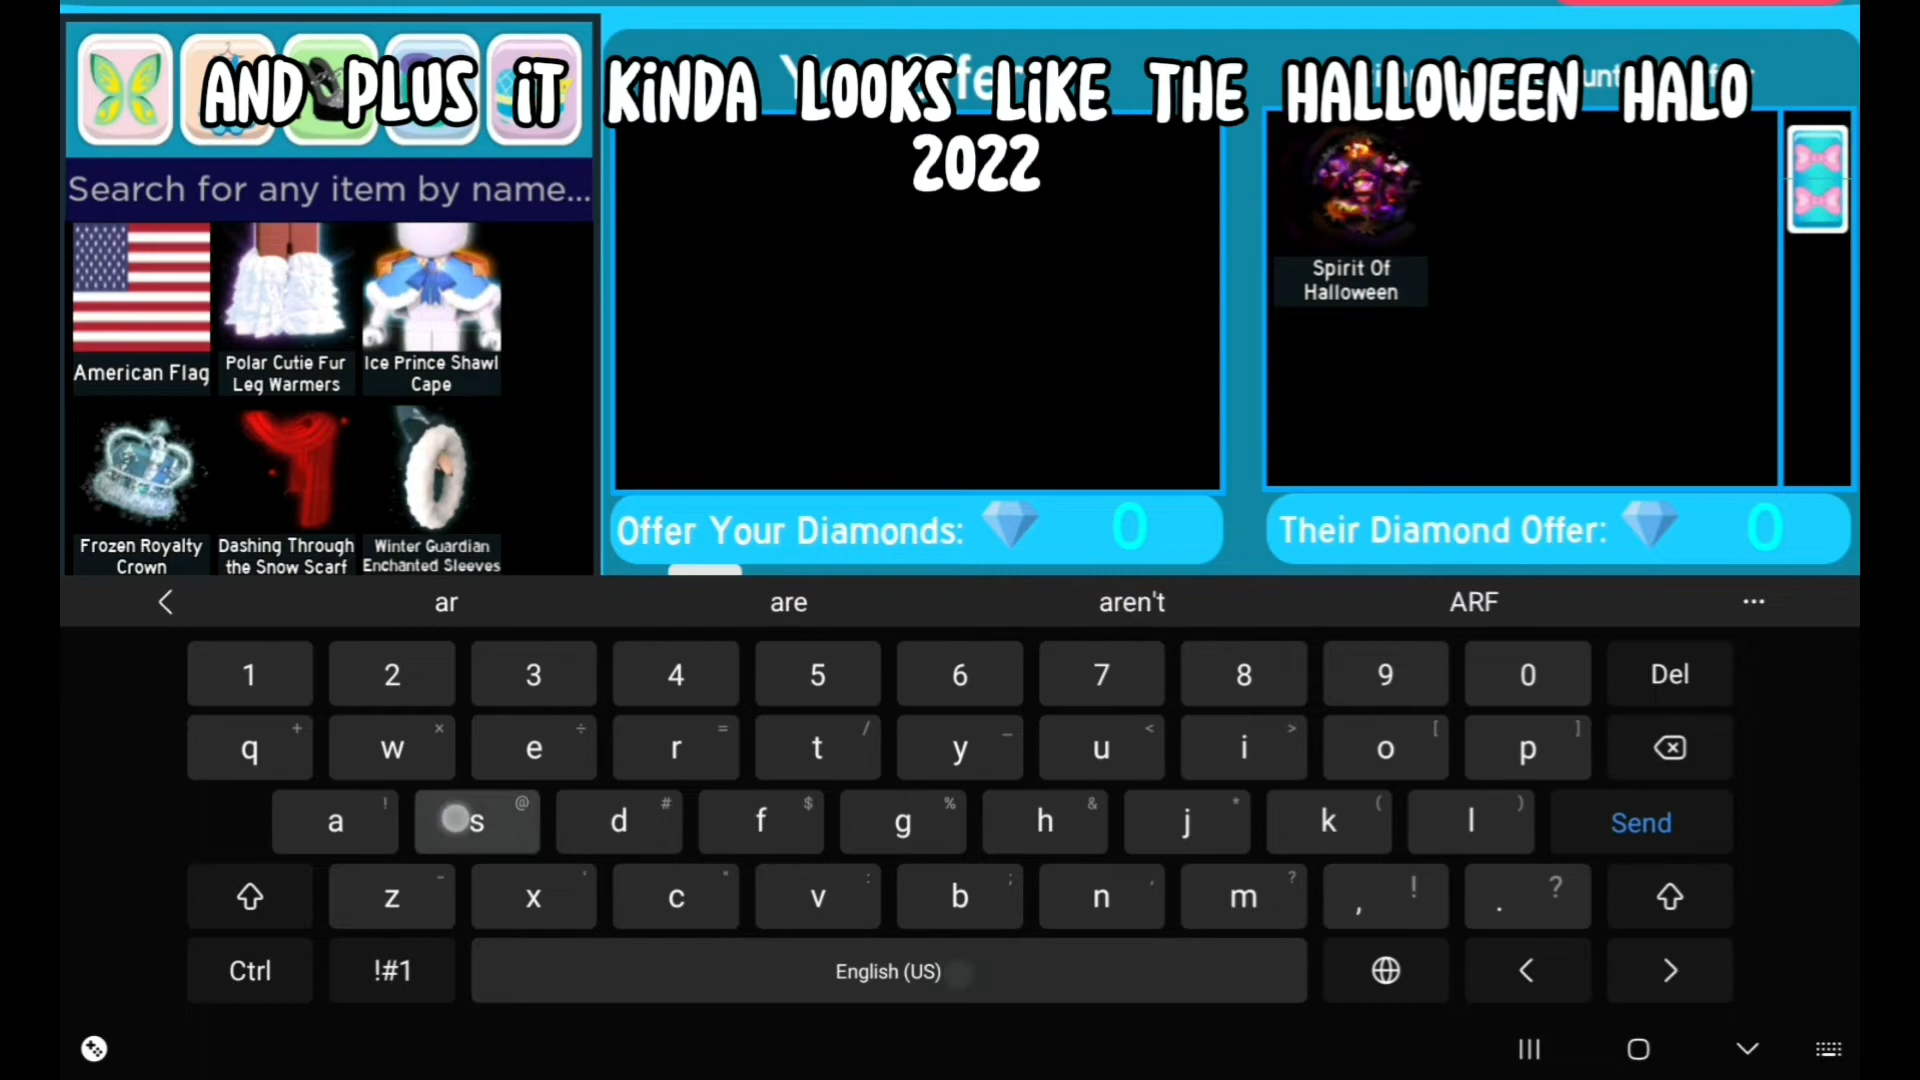 AND PLUS iT KiNDA LOOKS LiKE THE HALLOWEEN HALO
2022
Search for any item by name...
American Flag
Polar Cutie Fur
Leg Warmers
Ice Prince Shawl
Cape
Frozen Royalty
Crown
Dashing Through
the Snow Scarf
Winter Guardian
Enchanted Sleeves
Spirit Of
Halloween
Offer Your Diamonds: 0
Their Diamond Offer: 0
ar are aren't ARF ...
1 2 3 4 5 6 7 8 9 0 Del
q + w × e ÷ r = t / y _ u < i > o [ p ]
a ! s @ d # f $ g % h & j * k ( l ) Send
z - x ' c " v : b ; n , m ? , ! . ?
Ctrl !#1 English (US) < >